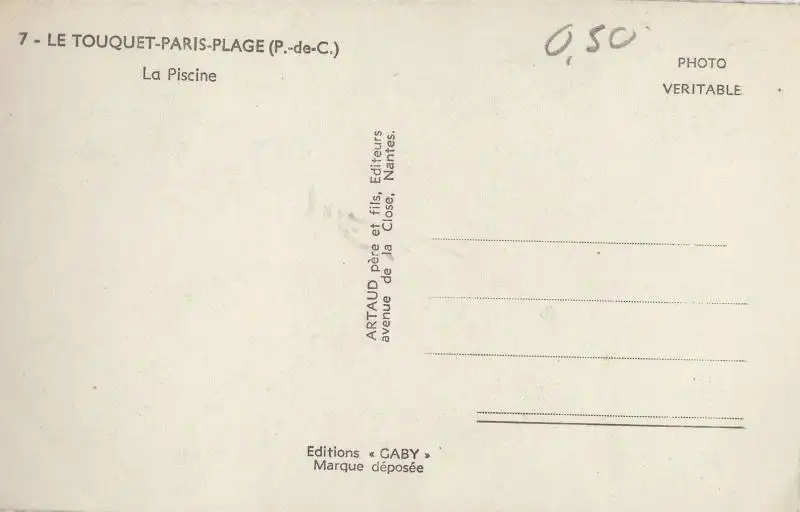 7 - LE TOUQUET-PARIS-PLAGE (P.-de-C.)
La Piscine
0,50
PHOTO
VERITABLE
ARTAUD père et fils, Editeurs
avenue de la Close, Nantes.
Editions « GABY »
Marque déposée